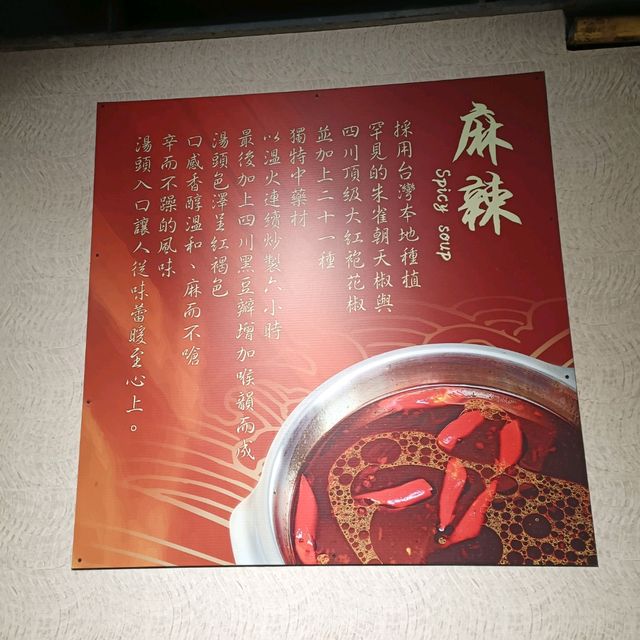 麻辣
Spicy soup
採用台灣本地種植
罕見的朱雀朝天椒與
四川頂級大紅袍花椒
並加上二十一種
獨特中藥材
以溫火連續炒製六小時
最後加上四川黑豆瓣增加喉韻而成
湯頭色澤呈紅褐色
口感香醇溫和、麻而不嗆
辛而不躁的風味
湯頭入口讓人從味蕾暖至心上。